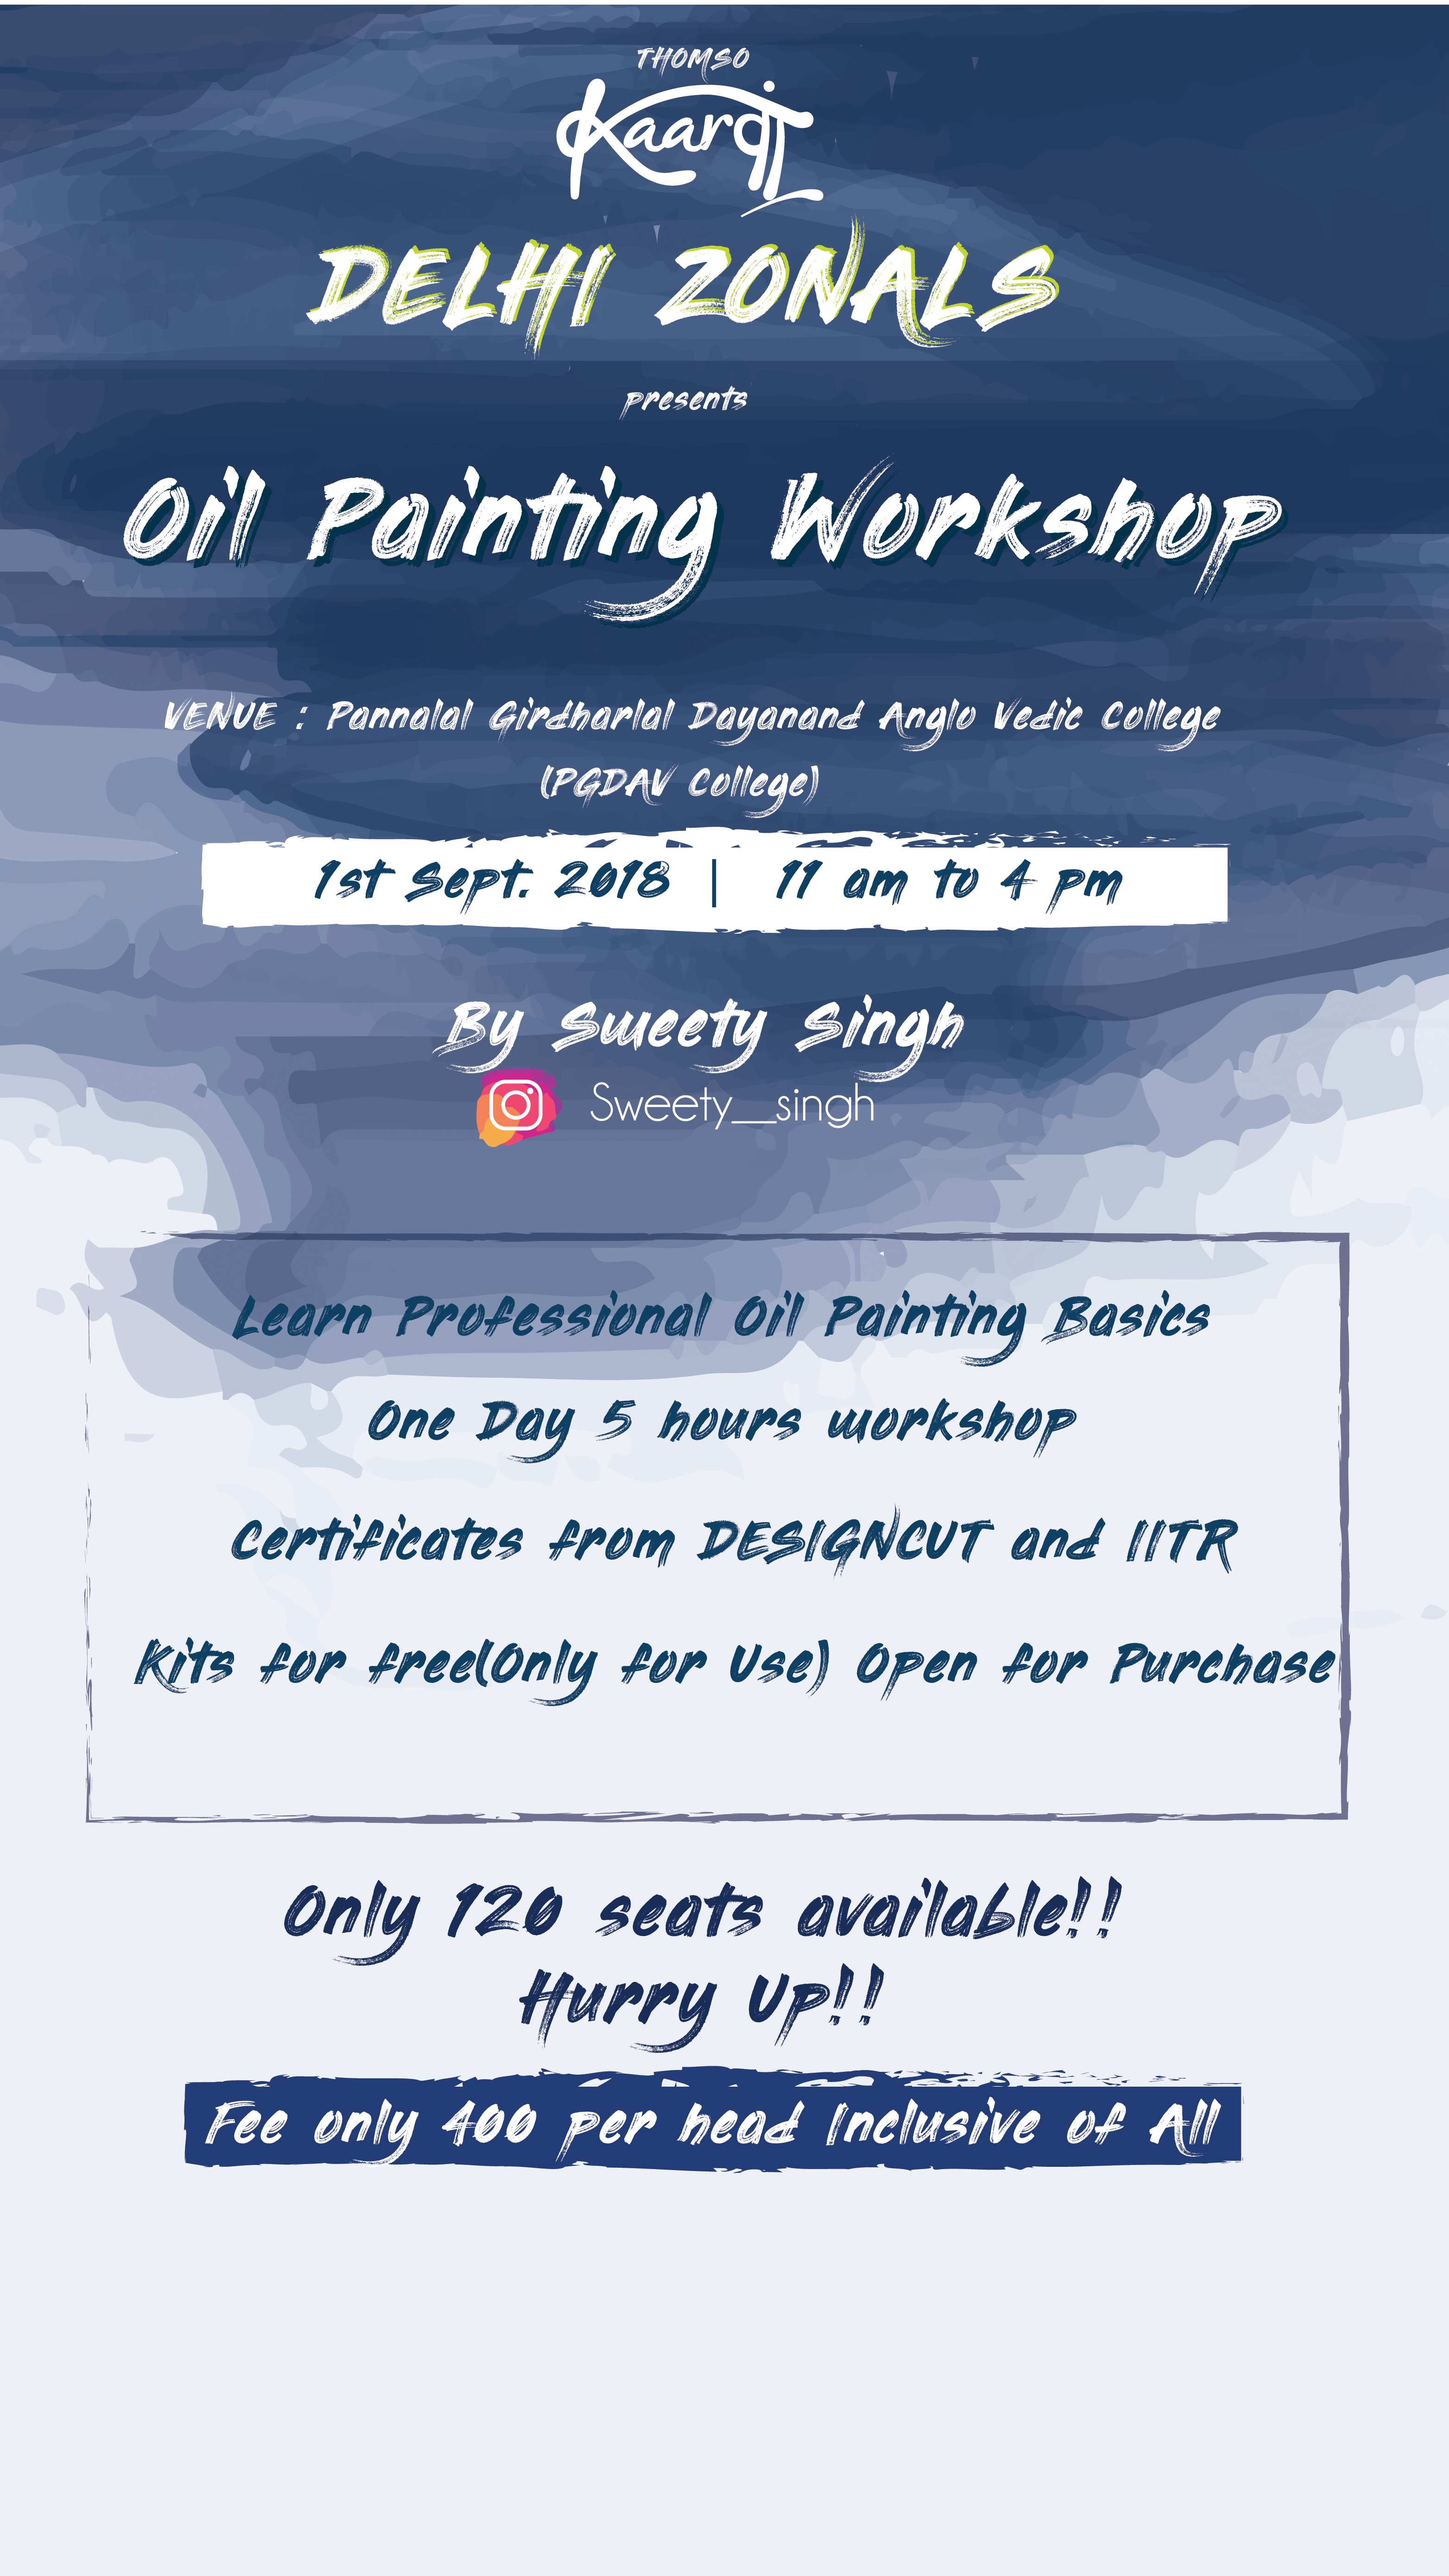 THOMSO
Kaarvi
DELHI ZONALS
presents
Oil Painting Workshop
VENUE : Pannalal Girdharlal Dayanand Anglo Vedic College
(PGDAV College)
1st Sept. 2018 | 11 am to 4 pm
By Sweety Singh
Sweety__singh
Learn Professional Oil Painting Basics
One Day 5 hours workshop
Certificates from DESIGNCUT and IITR
Kits for free(Only for Use) Open for Purchase
Only 120 seats available!!
Hurry Up!!
Fee only 400 per head Inclusive of All